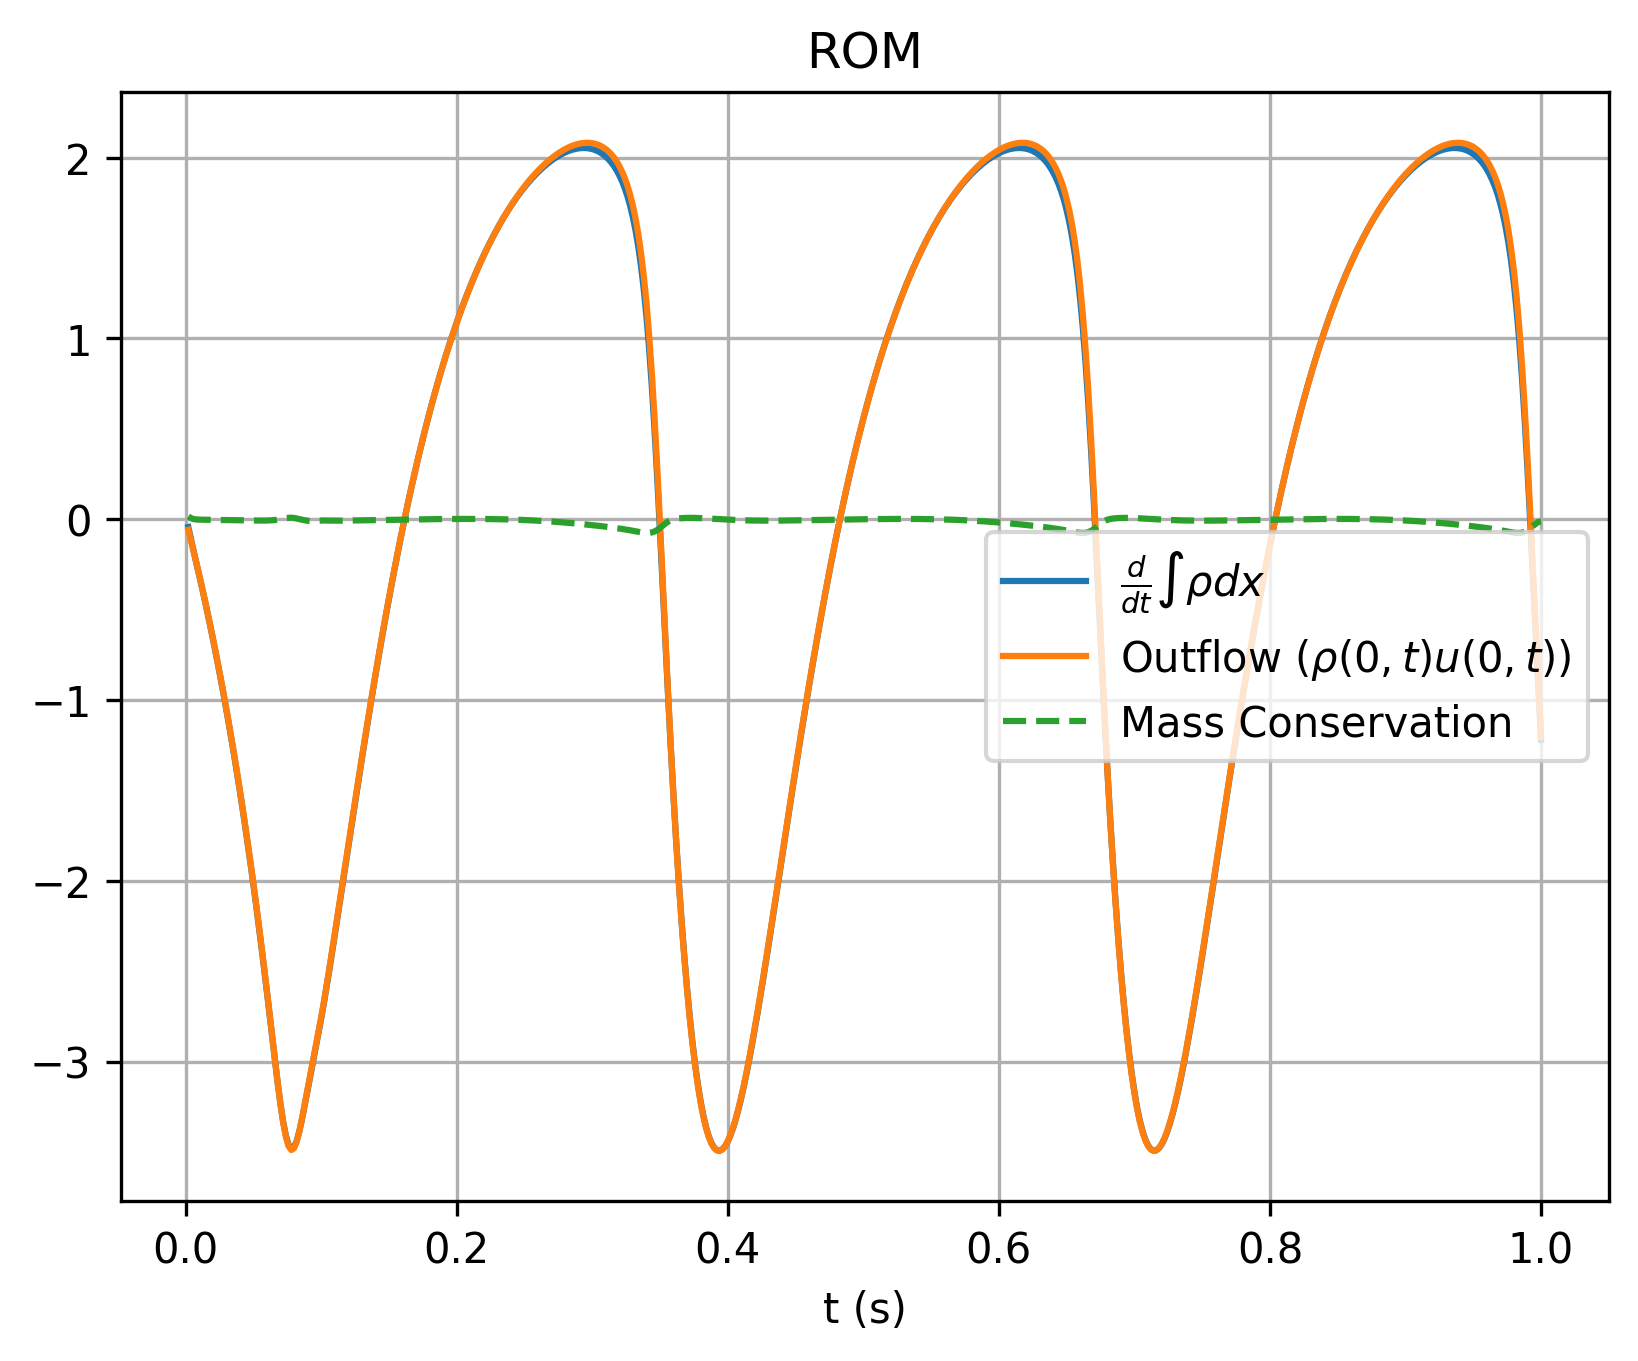 ROM
2
1
0
−1
−2
−3
d/dt ∫ρdx
Outflow (ρ(0, t)u(0, t))
Mass Conservation
0.0 0.2 0.4 0.6 0.8 1.0
t (s)